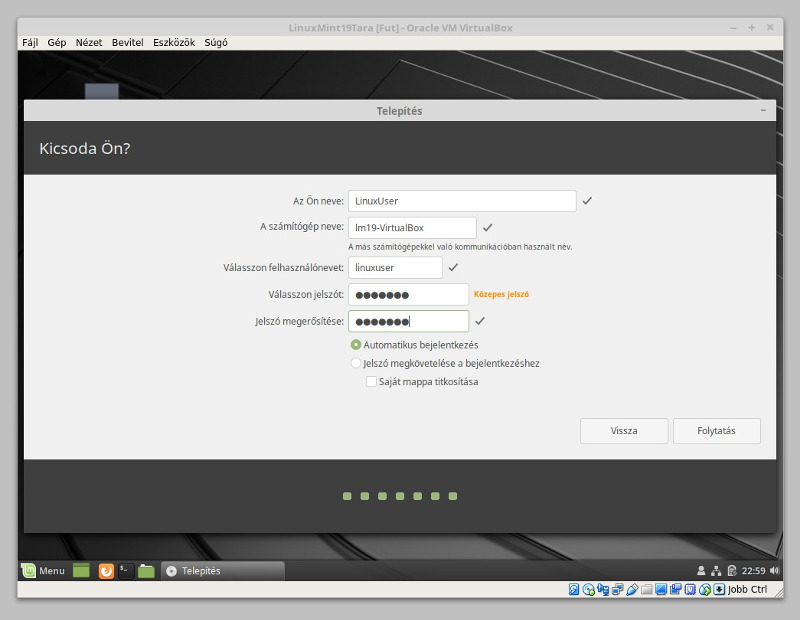 LinuxMint19Tara [Fut] - Oracle VM VirtualBox
Fájl Gép Nézet Bevitel Eszközök Súgó
Telepítés
Kicsoda Ön?
Az Ön neve: LinuxUser
A számítógép neve: lm19-VirtualBox
A más számítógépekkel való kommunikációban használt név.
Válasszon felhasználónevet: linuxuser
Válasszon jelszót: ●●●●●●● Közepes jelszó
Jelszó megerősítése: ●●●●●●●
Automatikus bejelentkezés
Jelszó megkövetelése a bejelentkezéshez
Saját mappa titkosítása
Vissza Folytatás
Menu Telepítés 22:59
Jobb Ctrl